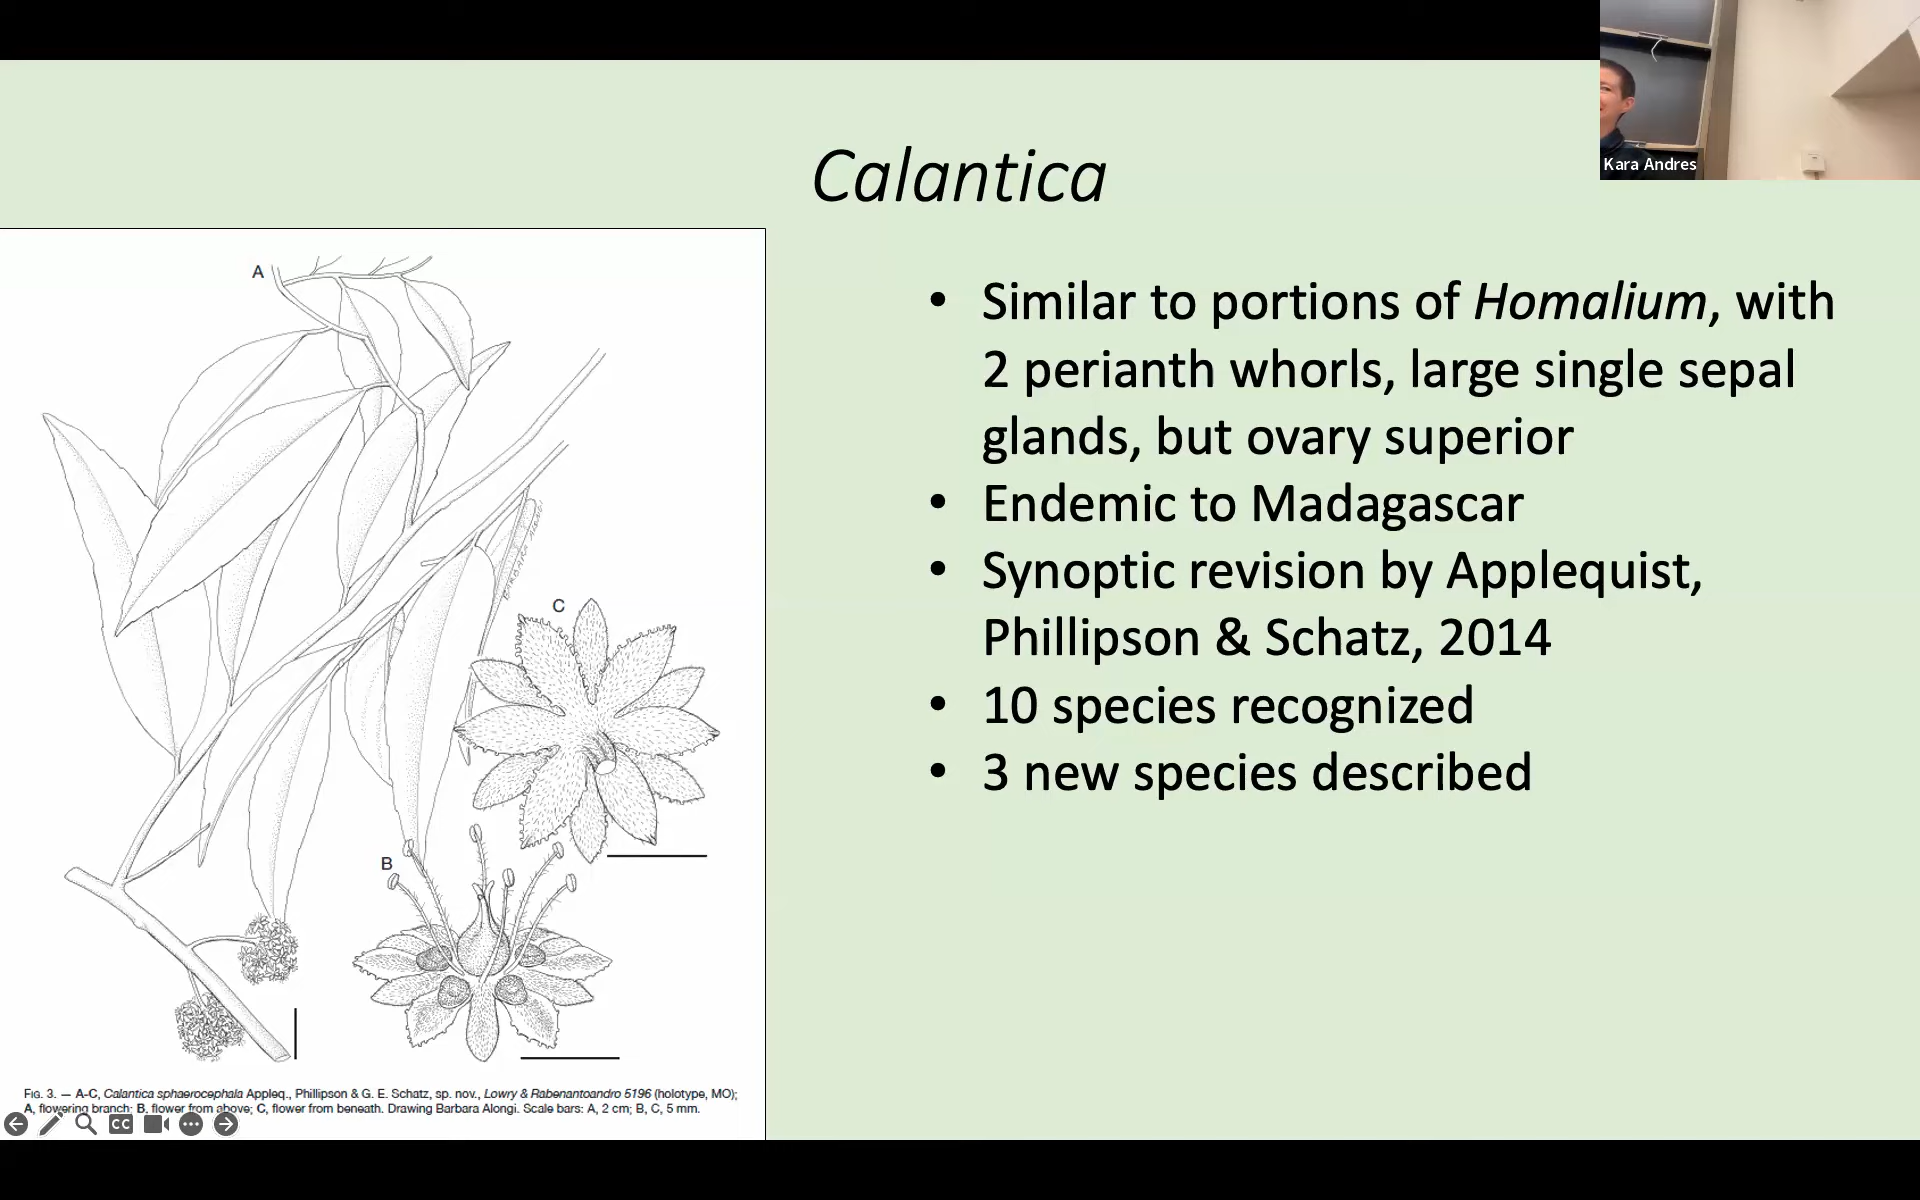 Calantica
Kara Andres
• Similar to portions of Homalium, with
2 perianth whorls, large single sepal
glands, but ovary superior
• Endemic to Madagascar
• Synoptic revision by Applequist,
Phillipson & Schatz, 2014
• 10 species recognized
• 3 new species described
A
C
B
FIG. 3. — A-C, Calantica sphaerocephala Appleq., Phillipson & G. E. Schatz, sp. nov., Lowry & Rabenantoandro 5196 (holotype, MO);
A, flowering branch; B, flower from above; C, flower from beneath. Drawing Barbara Alongi. Scale bars: A, 2 cm; B, C, 5 mm.
CC